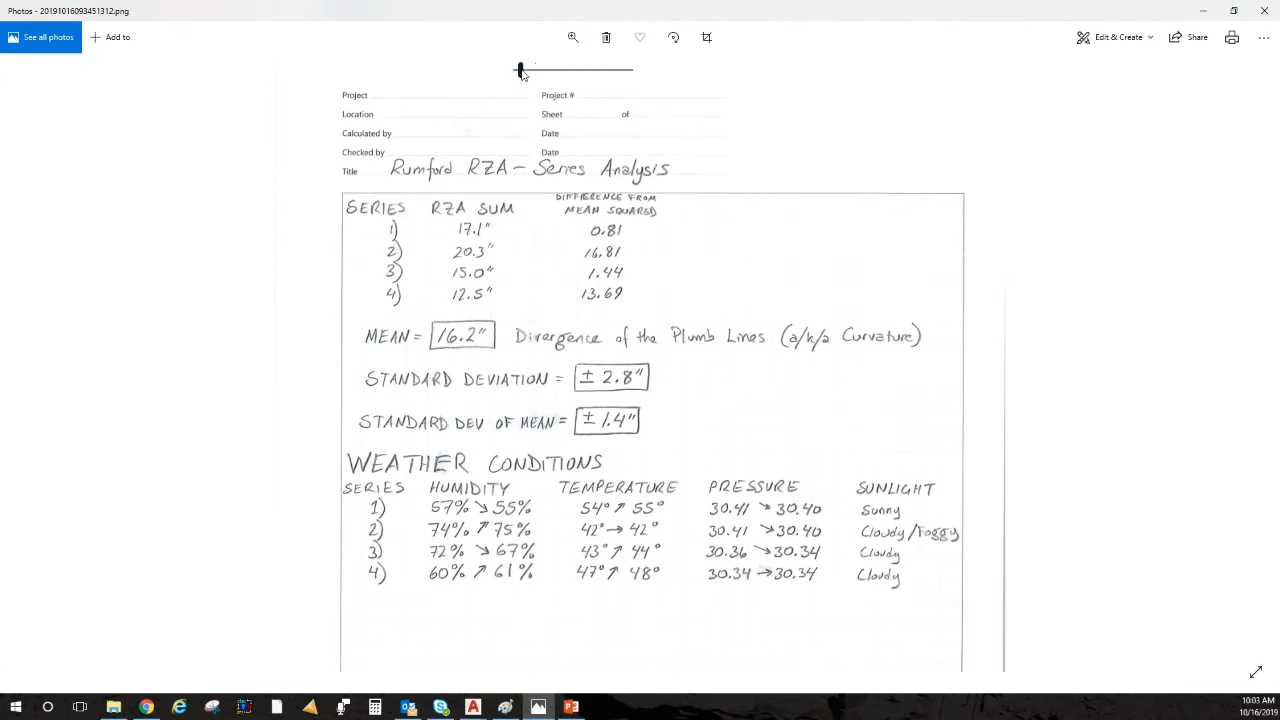 Photos - 20191016093451312.png
See all photos
Add to
Edit & Create
Share
Project
Project #
Location
Sheet of
Calculated by
Date
Checked by
Date
Title Rumford RZA - Series Analysis
SERIES RZA SUM DIFFERENCE FROM MEAN SQUARED
1) 17.1" 0.81
2) 20.3" 16.81
3) 15.0" 1.44
4) 12.5" 13.69
MEAN = 16.2" Divergence of the Plumb Lines (a/k/a Curvature)
STANDARD DEVIATION = ± 2.8"
STANDARD DEV OF MEAN = ± 1.4"
WEATHER CONDITIONS
SERIES HUMIDITY TEMPERATURE PRESSURE SUNLIGHT
1) 57% ↘ 55% 54° ↗ 55° 30.41 ↘ 30.40 Sunny
2) 74% ↗ 75% 42° → 42° 30.41 ↘ 30.40 Cloudy/Foggy
3) 72% ↘ 67% 43° ↗ 44° 30.36 ↘ 30.34 Cloudy
4) 60% ↗ 61% 47° ↗ 48° 30.34 → 30.34 Cloudy
10:03 AM
10/16/2019